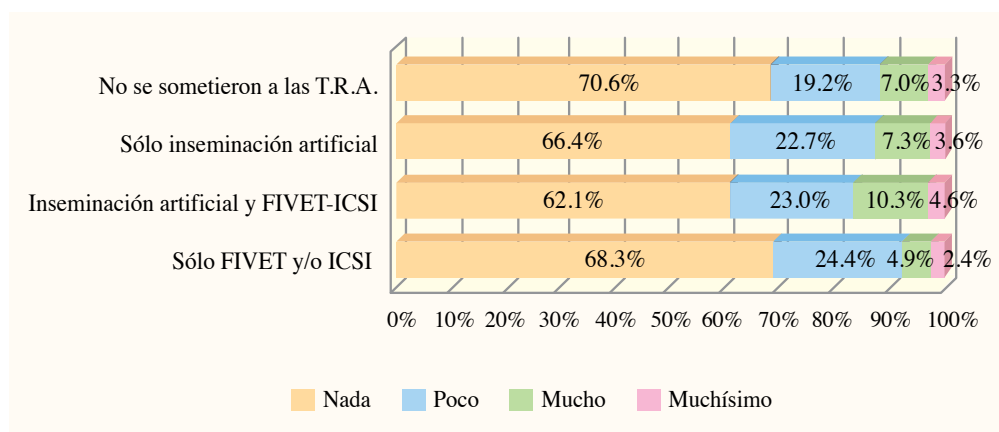 No se sometieron a las T.R.A. 70.6% 19.2% 7.0% 3.3%
Sólo inseminación artificial 66.4% 22.7% 7.3% 3.6%
Inseminación artificial y FIVET-ICSI 62.1% 23.0% 10.3% 4.6%
Sólo FIVET y/o ICSI 68.3% 24.4% 4.9% 2.4%
0% 10% 20% 30% 40% 50% 60% 70% 80% 90% 100%
Nada Poco Mucho Muchísimo